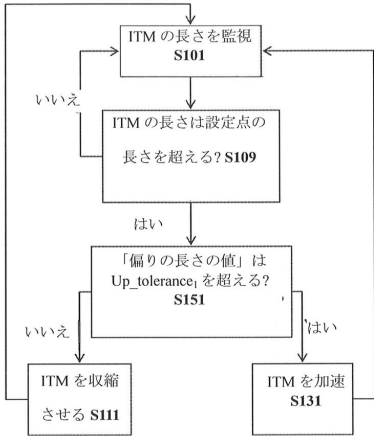 ITM の長さを監視
S101
いいえ
ITM の長さは設定点の
長さを超える? S109
はい
「偏りの長さの値」は
Up_tolerance₁ を超える?
S151
いいえ
はい
ITM を収縮
させる S111
ITM を加速
S131